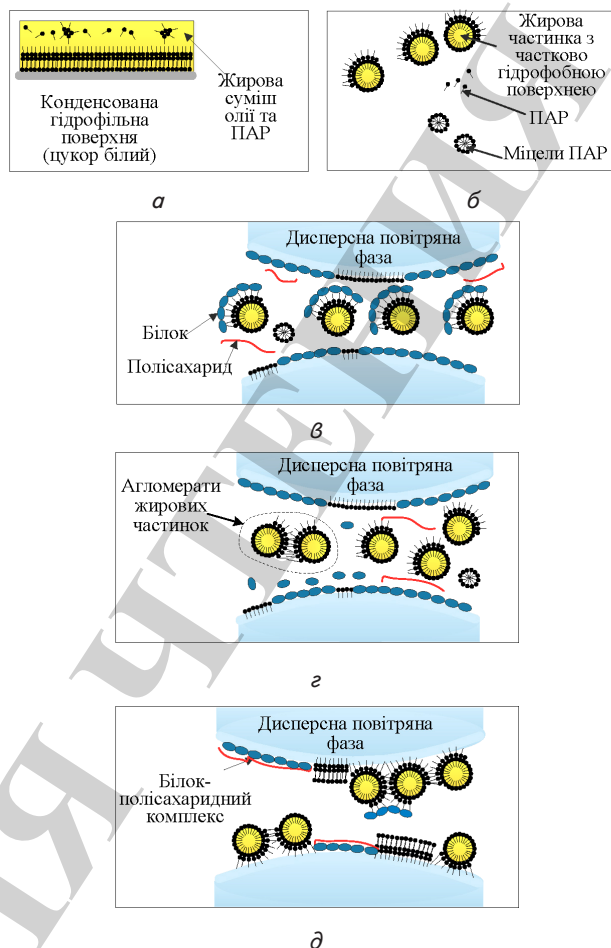 Конденсована
гідрофільна
поверхня
(цукор білий)
Жирова
суміш
олії та
ПАР
а
Жирова
частинка з
частково
гідрофобною
поверхнею
ПАР
Міцели ПАР
б
Дисперсна повітряна
фаза
Білок
Полісахарид
в
Дисперсна повітряна
фаза
Агломерати
жирових
частинок
г
Дисперсна повітряна
фаза
Білок-
полісахаридний
комплекс
д
Я ЧТЕНИЯ